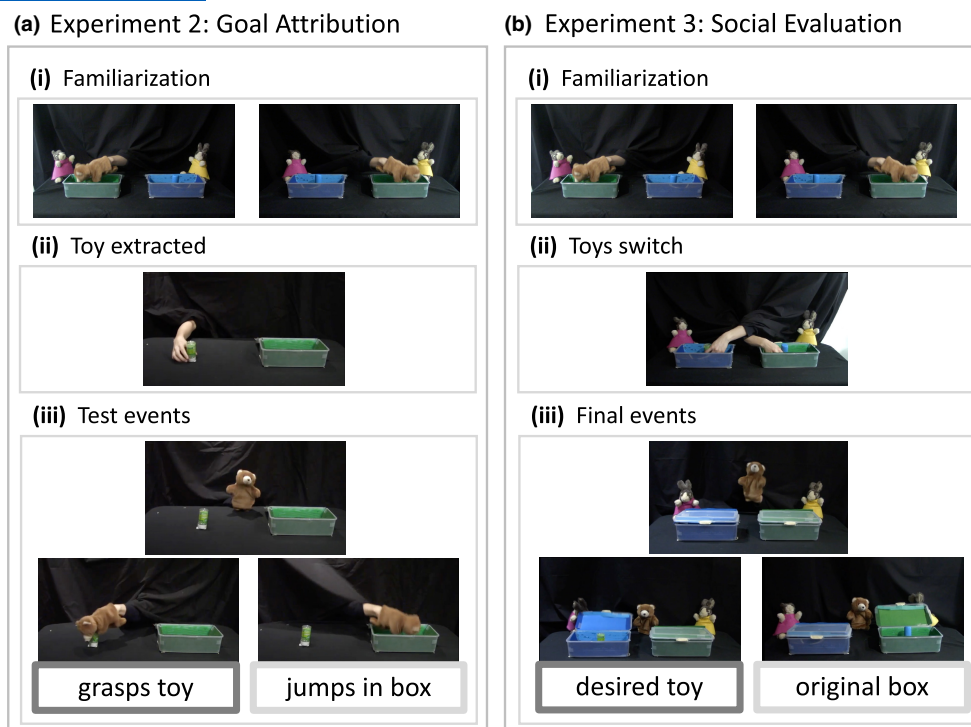 (a) Experiment 2: Goal Attribution
(i) Familiarization
(ii) Toy extracted
(iii) Test events
grasps toy
jumps in box
(b) Experiment 3: Social Evaluation
(i) Familiarization
(ii) Toys switch
(iii) Final events
desired toy
original box